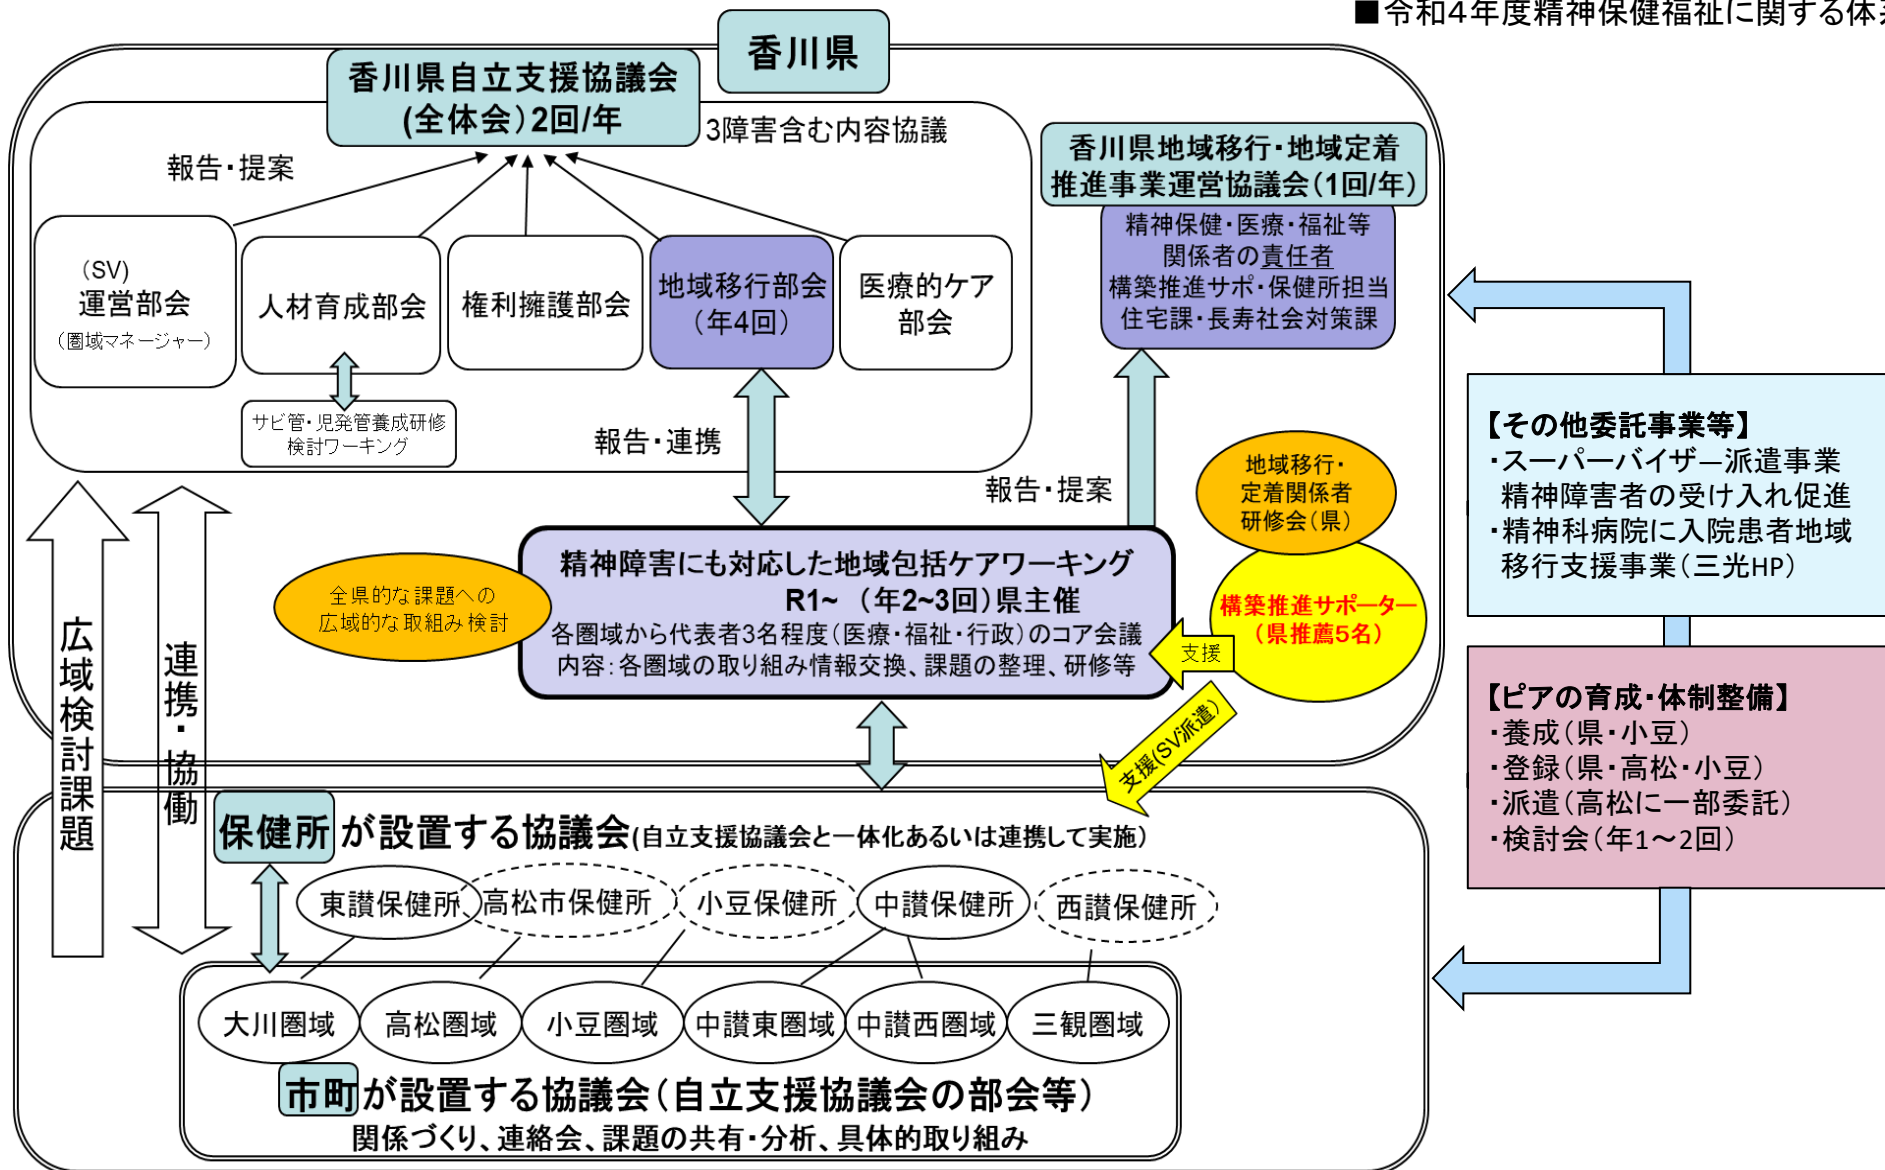 ■令和4年度精神保健福祉に関する体系
香川県
香川県自立支援協議会
(全体会)2回/年
3障害含む内容協議
報告・提案
(SV)
運営部会
(圏域マネージャー)
人材育成部会
権利擁護部会
地域移行部会
(年4回)
医療的ケア
部会
サビ管・児発管養成研修
検討ワーキング
報告・連携
香川県地域移行・地域定着
推進事業運営協議会(1回/年)
精神保健・医療・福祉等
関係者の責任者
構築推進サポ・保健所担当
住宅課・長寿社会対策課
報告・提案
地域移行・
定着関係者
研修会(県)
構築推進サポーター
(県推薦5名)
支援
支援(SV派遣)
全県的な課題への
広域的な取組み検討
精神障害にも対応した地域包括ケアワーキング
R1~ (年2~3回)県主催
各圏域から代表者3名程度(医療・福祉・行政)のコア会議
内容:各圏域の取り組み情報交換、課題の整理、研修等
広域検討課題
連携・協働
【その他委託事業等】
・スーパーバイザ―派遣事業
精神障害者の受け入れ促進
・精神科病院に入院患者地域
移行支援事業(三光HP)
【ピアの育成・体制整備】
・養成(県・小豆)
・登録(県・高松・小豆)
・派遣(高松に一部委託)
・検討会(年1~2回)
保健所が設置する協議会(自立支援協議会と一体化あるいは連携して実施)
東讃保健所
高松市保健所
小豆保健所
中讃保健所
西讃保健所
大川圏域
高松圏域
小豆圏域
中讃東圏域
中讃西圏域
三観圏域
市町が設置する協議会(自立支援協議会の部会等)
関係づくり、連絡会、課題の共有・分析、具体的取り組み